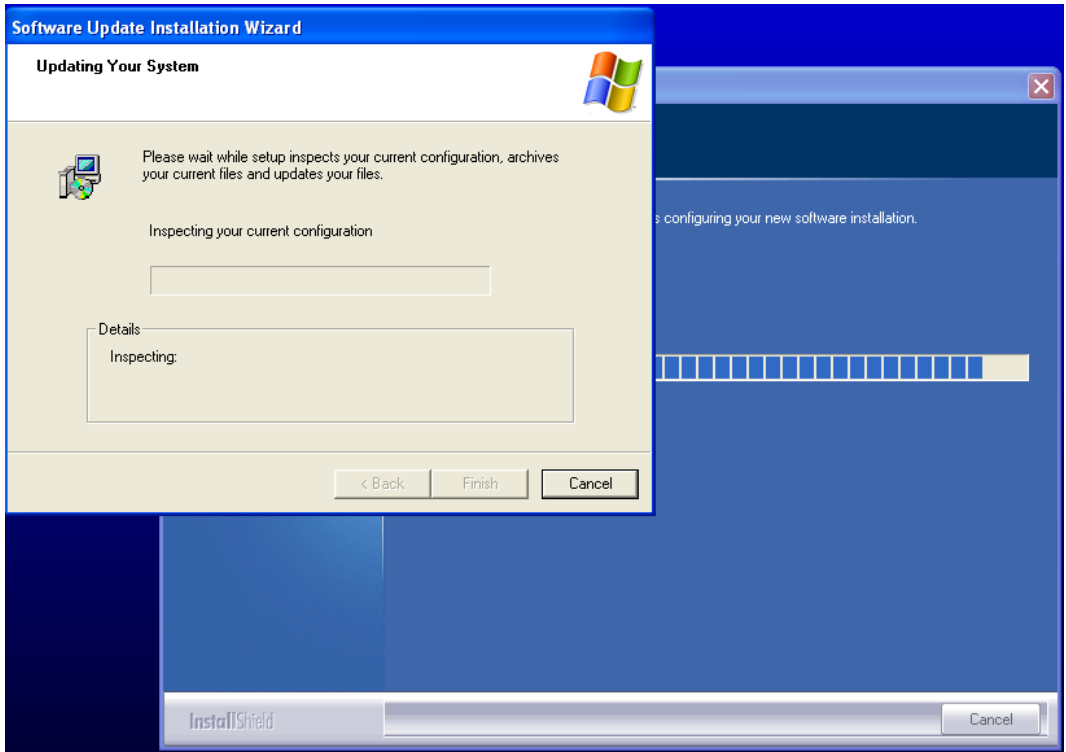 Software Update Installation Wizard
Updating Your System
Please wait while setup inspects your current configuration, archives
your current files and updates your files.
Inspecting your current configuration
Details
Inspecting:
< Back
Finish
Cancel
s configuring your new software installation.
InstallShield
Cancel